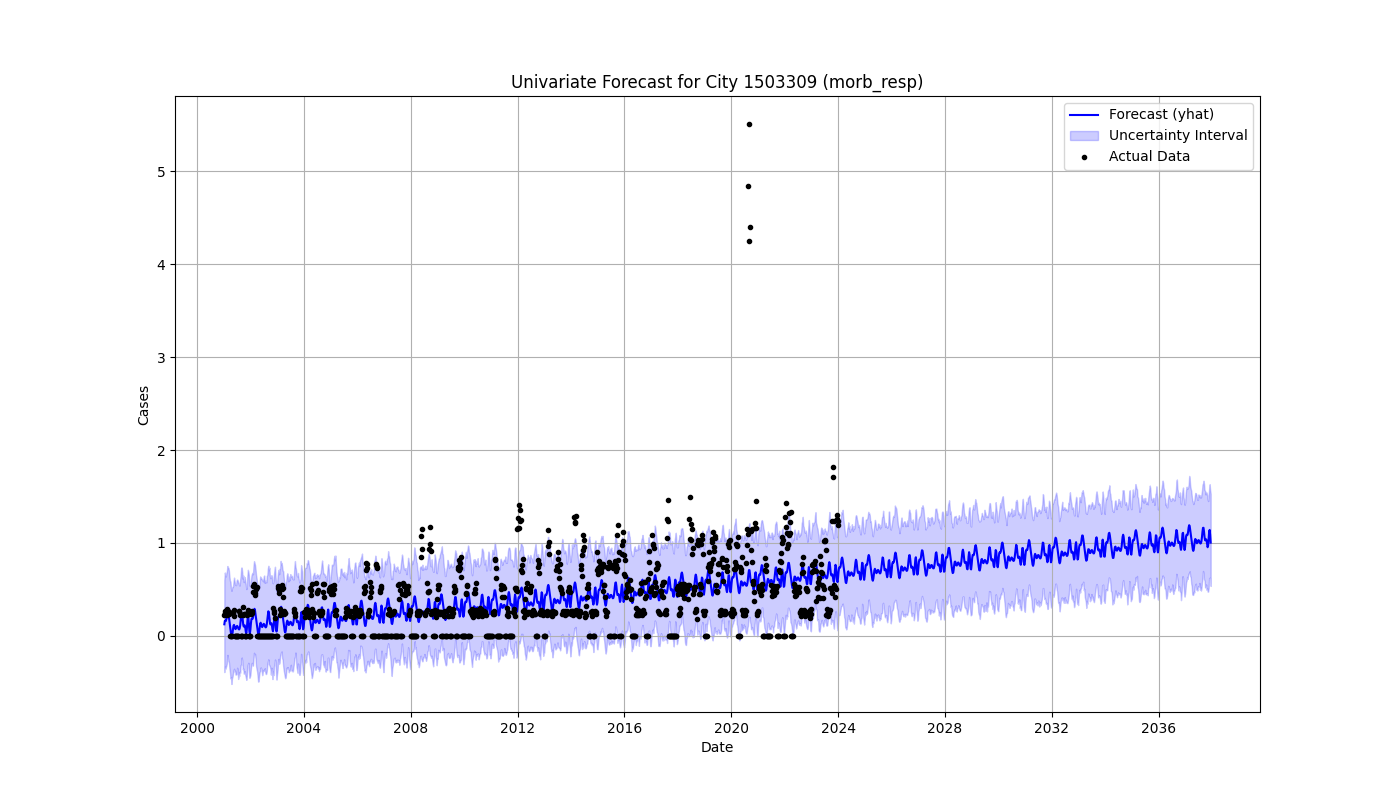 Univariate Forecast for City 1503309 (morb_resp)
Forecast (yhat)
Uncertainty Interval
Actual Data
Cases
5
4
3
2
1
0
2000 2004 2008 2012 2016 2020 2024 2028 2032 2036
Date